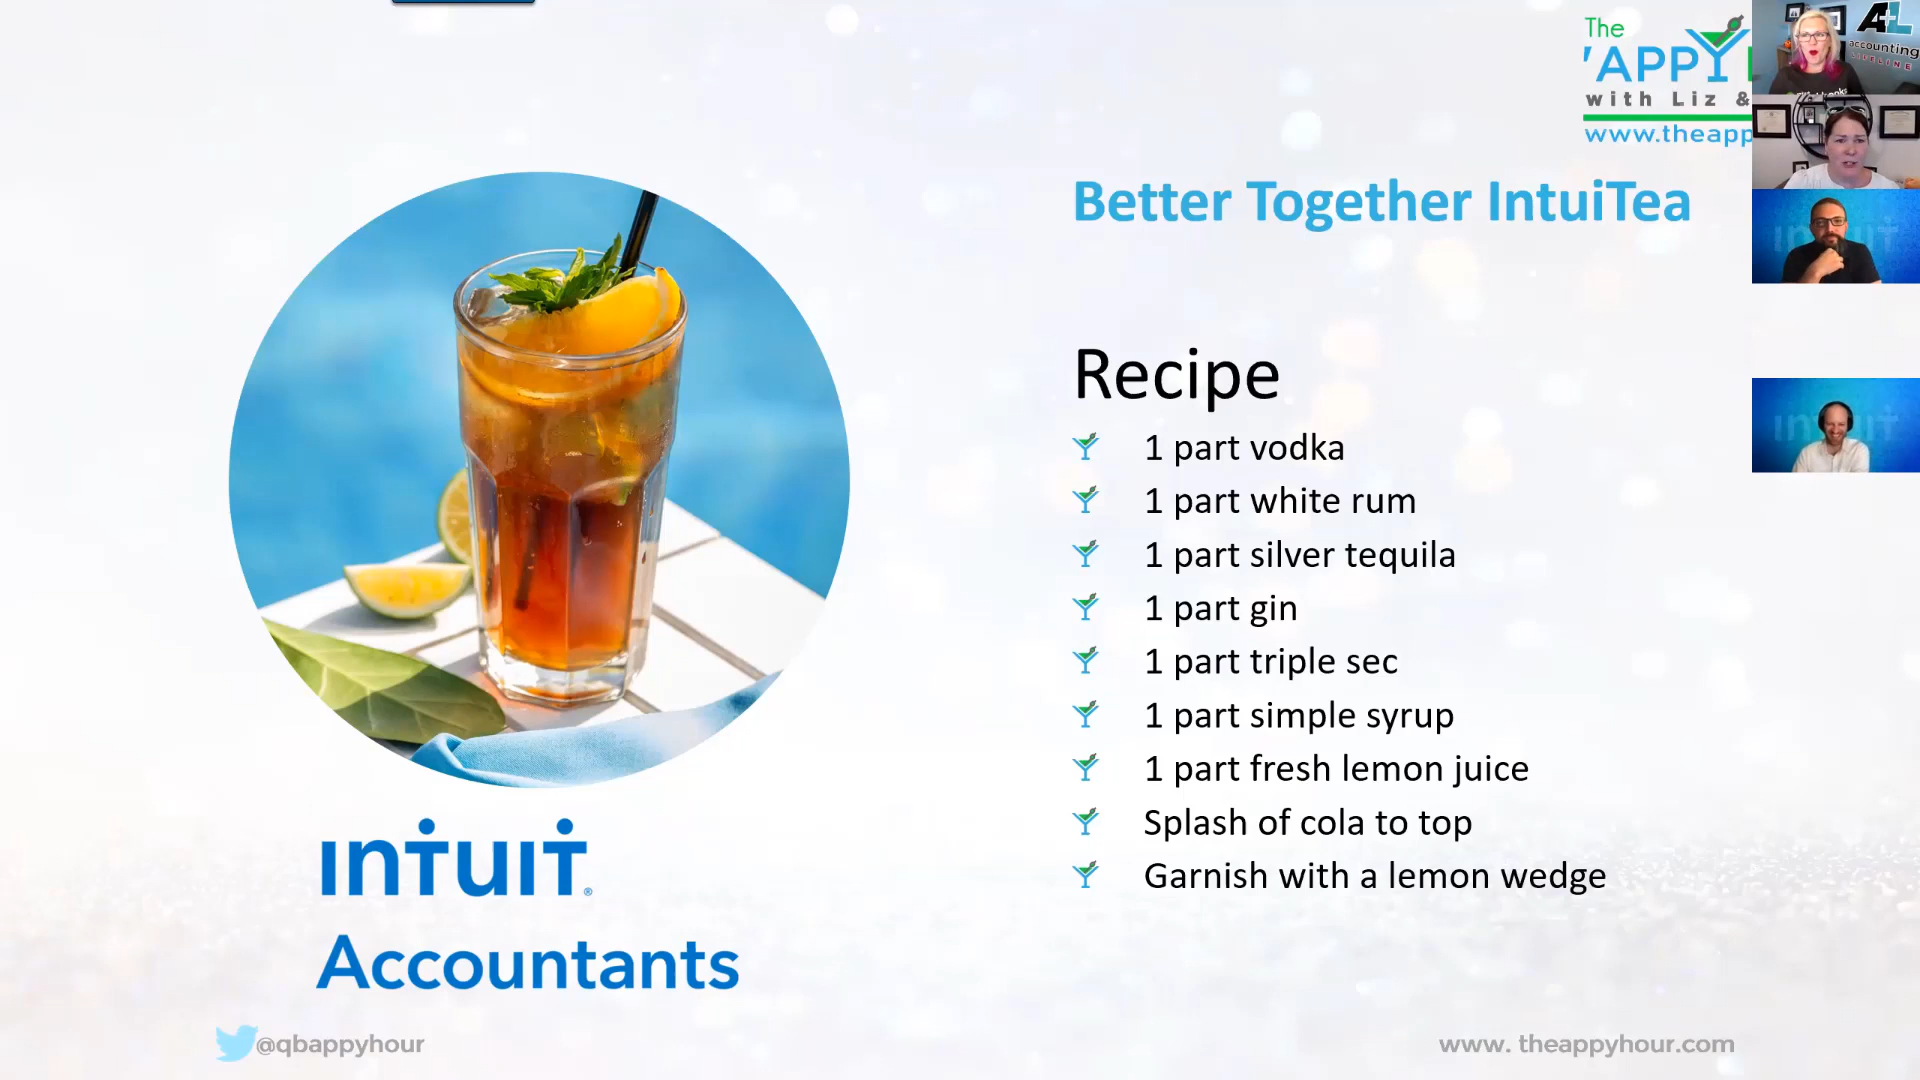 The
'APPY
with Liz &
www.theapp
A+L
accounting
Better Together IntuiTea
Recipe
1 part vodka
1 part white rum
1 part silver tequila
1 part gin
1 part triple sec
1 part simple syrup
1 part fresh lemon juice
Splash of cola to top
Garnish with a lemon wedge
ıntuıt®
Accountants
@qbappyhour
www. theappyhour.com